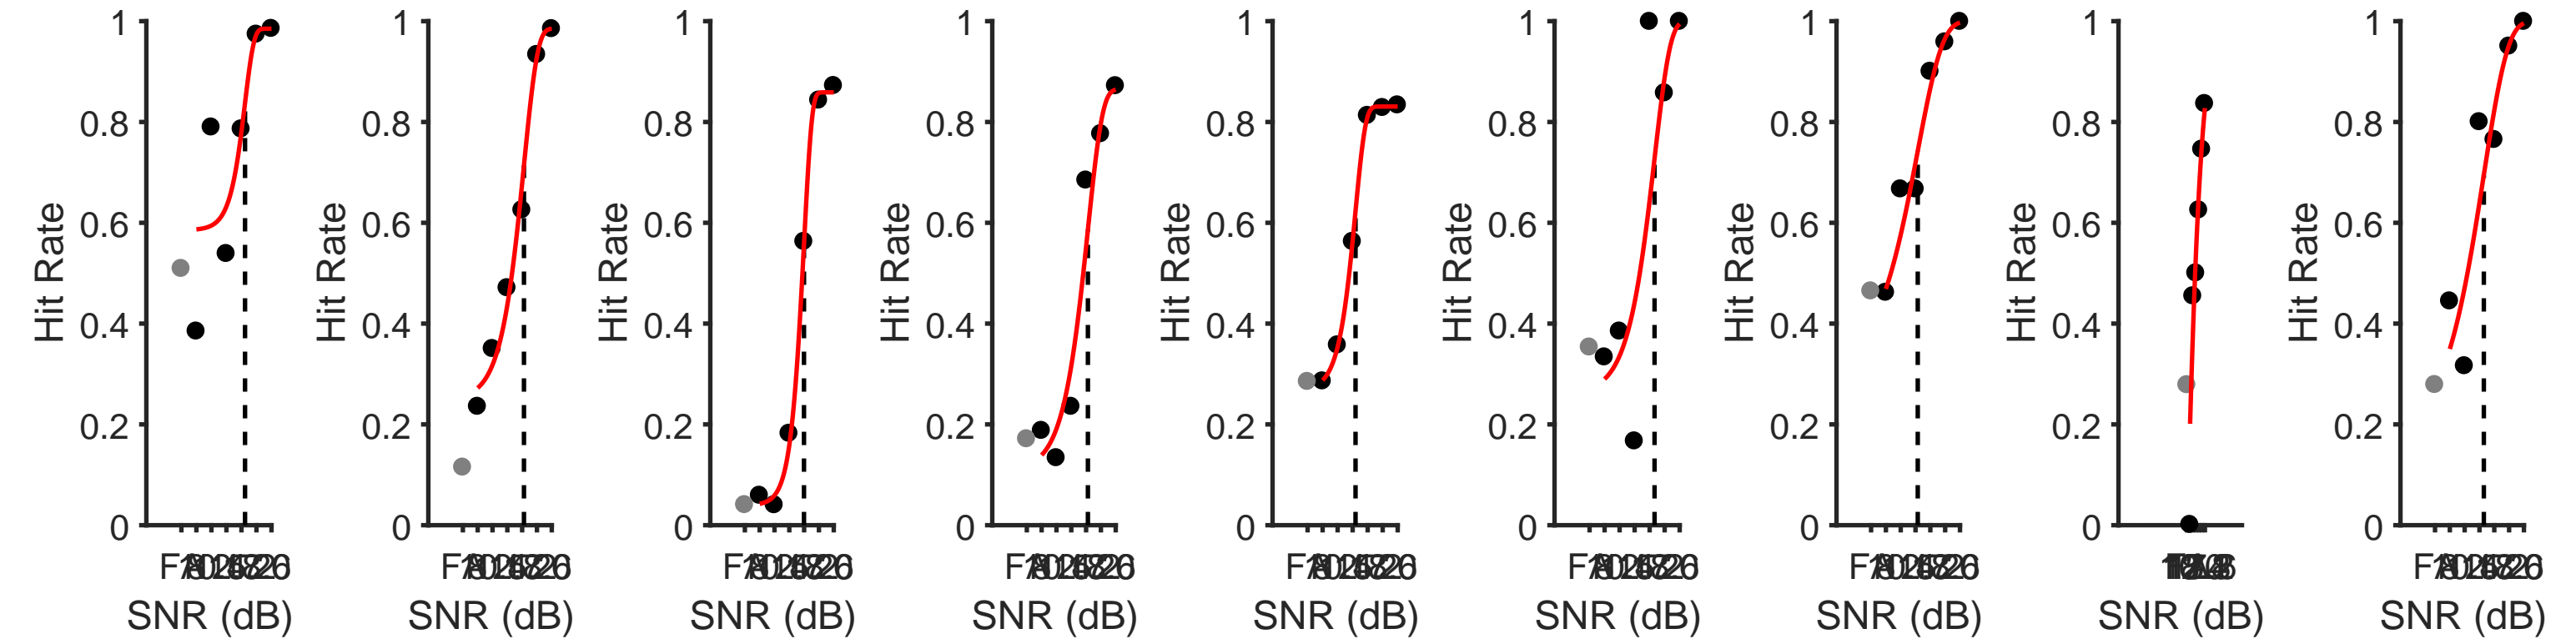 1 1 1 1 1 1 1 1 1
0.8 0.8 0.8 0.8 0.8 0.8 0.8 0.8 0.8
0.6 0.6 0.6 0.6 0.6 0.6 0.6 0.6 0.6
Hit Rate Hit Rate Hit Rate Hit Rate Hit Rate Hit Rate Hit Rate Hit Rate Hit Rate
0.4 0.4 0.4 0.4 0.4 0.4 0.4 0.4 0.4
0.2 0.2 0.2 0.2 0.2 0.2 0.2 0.2 0.2
0 0 0 0 0 0 0 0 0
SNR (dB) SNR (dB) SNR (dB) SNR (dB) SNR (dB) SNR (dB) SNR (dB) SNR (dB) SNR (dB)